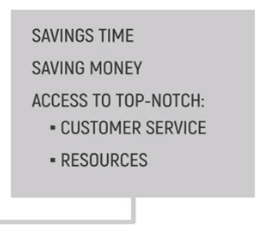 SAVINGS TIME
SAVING MONEY
ACCESS TO TOP-NOTCH:
▪ CUSTOMER SERVICE
▪ RESOURCES